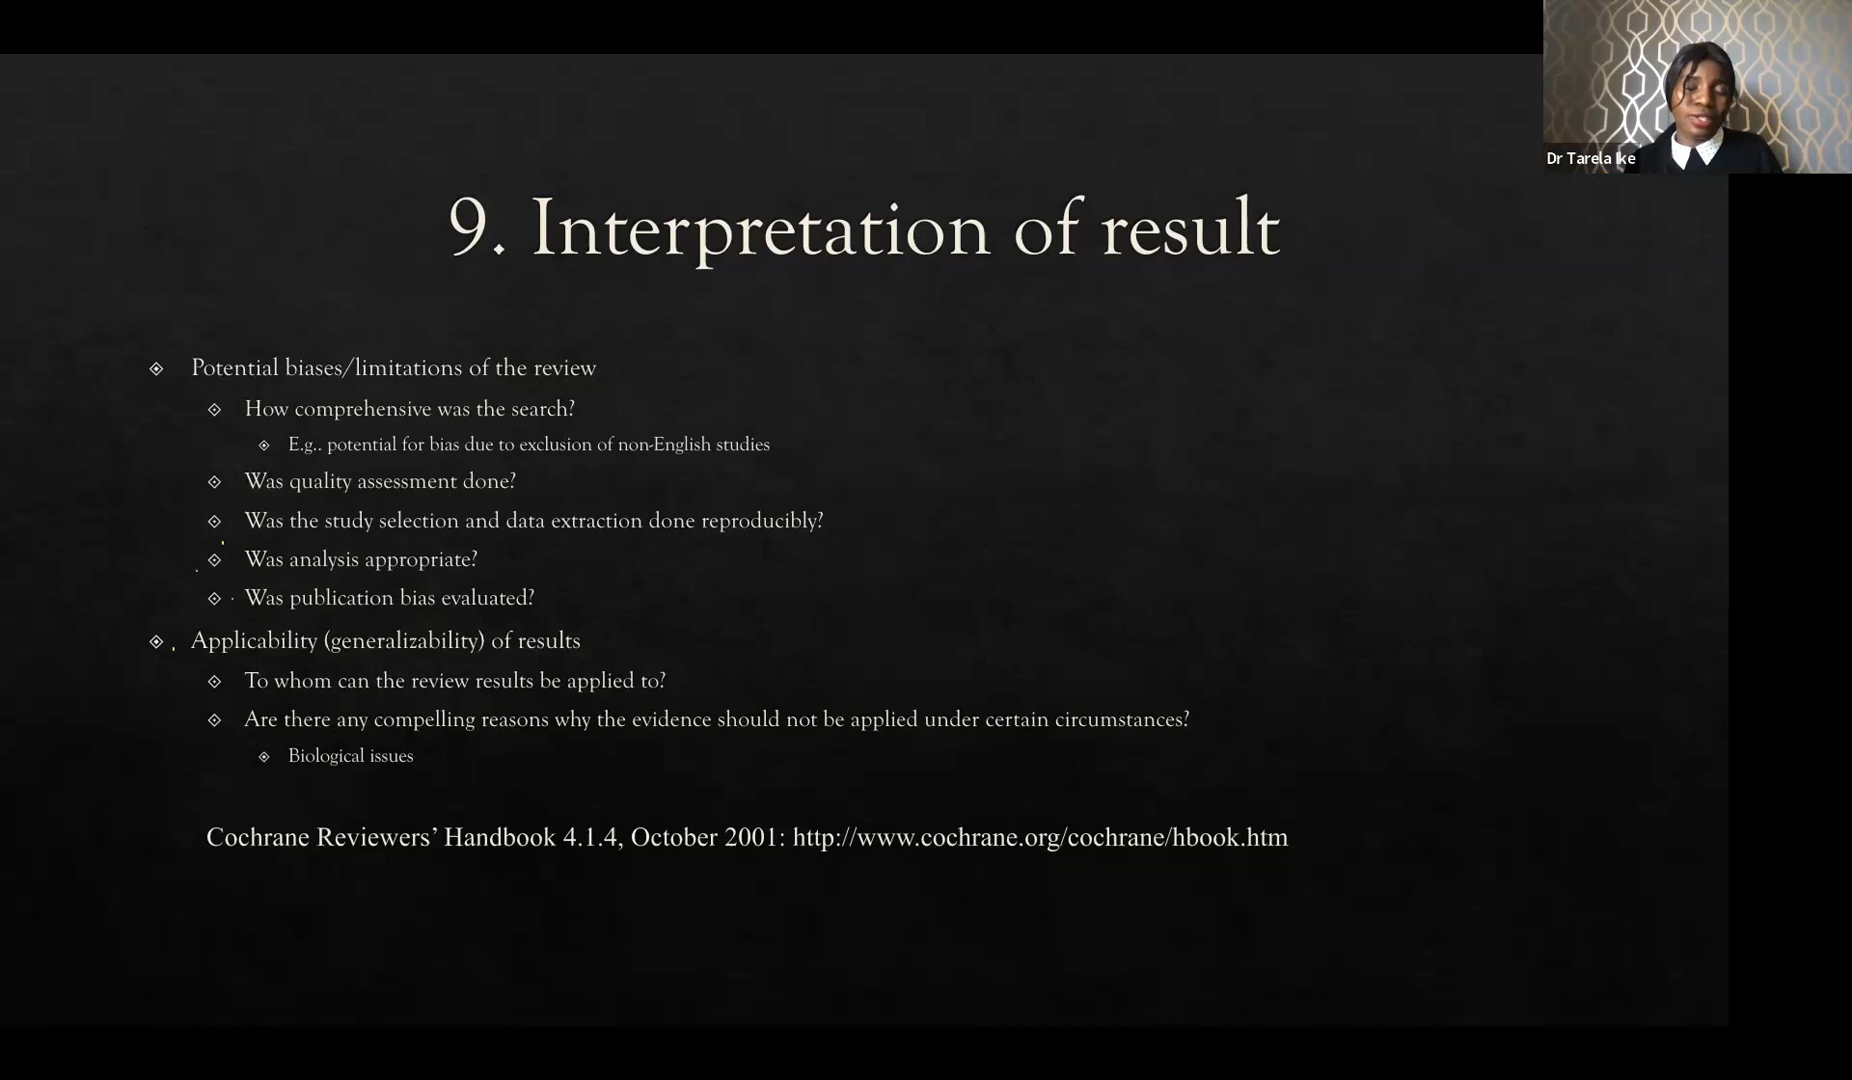 Dr Tarela Ike
9. Interpretation of result
Potential biases/limitations of the review
How comprehensive was the search?
E.g.. potential for bias due to exclusion of non-English studies
Was quality assessment done?
Was the study selection and data extraction done reproducibly?
Was analysis appropriate?
Was publication bias evaluated?
Applicability (generalizability) of results
To whom can the review results be applied to?
Are there any compelling reasons why the evidence should not be applied under certain circumstances?
Biological issues
Cochrane Reviewers’ Handbook 4.1.4, October 2001: http://www.cochrane.org/cochrane/hbook.htm